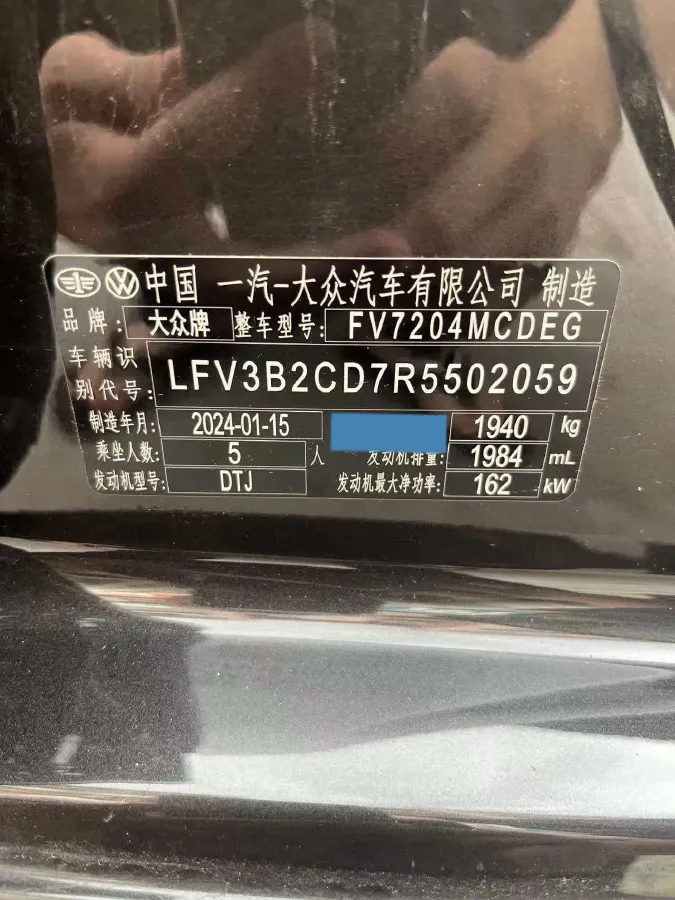 中国 一汽-大众汽车有限公司 制造
品牌: 大众牌 整车型号: FV7204MCDEG
车辆识别代号: LFV3B2CD7R5502059
制造年月: 2024-01-15 1940 kg
乘坐人数: 5 人 发动机排量: 1984 mL
发动机型号: DTJ 发动机最大净功率: 162 kW